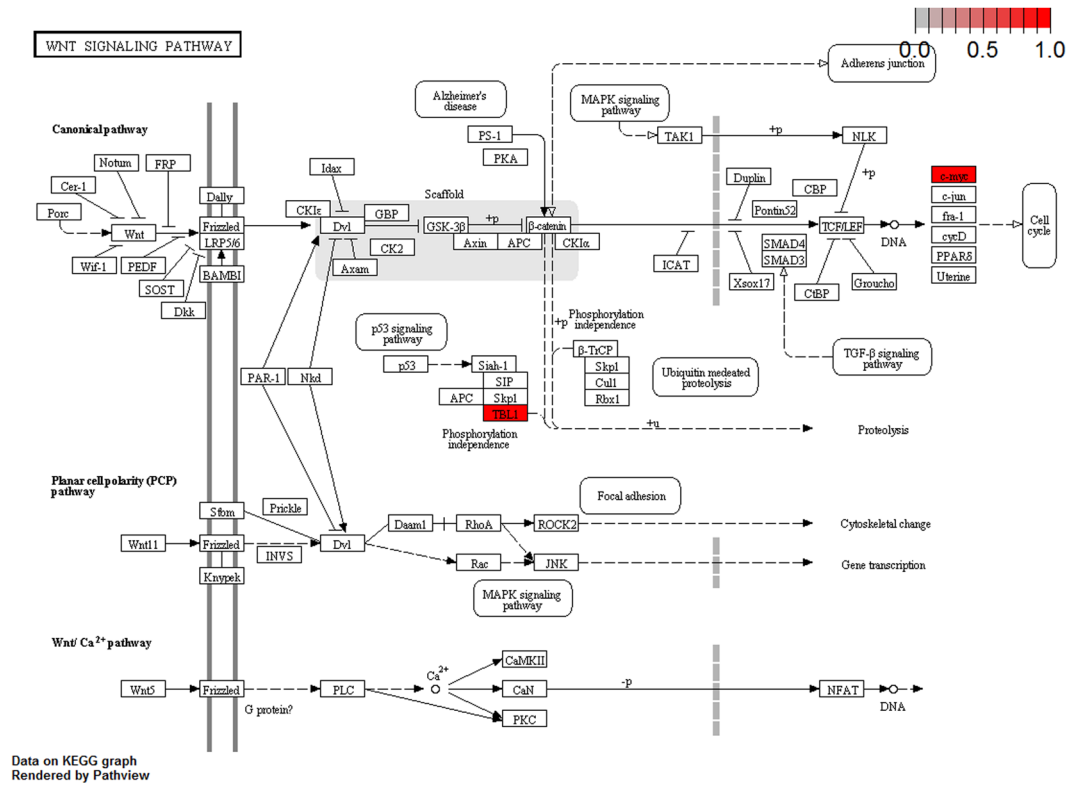 WNT SIGNALING PATHWAY
0.0 0.5 1.0
Adherens junction
Alzheimer's
disease
MAPK signaling
pathway
Canonical pathway
PS-1
TAK1
+p
NLK
Notum
FRP
PKA
Idax
Duplin
+p
c-myc
Cer-1
Dally
Scaffold
CBP
c-jun
Porc
CKIε
GBP
Pontin52
fra-1
Cell
cycle
Wnt
Frizzled
Dvl
GSK-3β
+p
β-catenin
TCF/LEF
DNA
cycD
LRP5/6
CK2
Axin
APC
CKIα
SMAD4
PPARδ
Wif-1
PEDF
BAMBI
Axam
ICAT
SMAD3
Uterine
SOST
Xsox17
CtBP
Groucho
Dkk
p53 signaling
pathway
+p
Phosphorylation
independence
β-TrCP
TGF-β signaling
pathway
p53
Siah-1
Skp1
PAR-1
Nkd
SIP
Cul1
Ubiquitin medeated
proteolysis
APC
Skp1
Rbx1
TBL1
+u
Proteolysis
Phosphorylation
independence
Planar cell polarity (PCP)
pathway
Focal adhesion
Stbm
Prickle
Daam1
RhoA
ROCK2
Cytoskeletal change
Wnt11
Frizzled
INVS
Dvl
Rac
JNK
Gene transcription
Knypek
MAPK signaling
pathway
Wnt/ Ca2+ pathway
CaMKII
Ca2+
Wnt5
Frizzled
PLC
CaN
-p
NFAT
DNA
G protein?
PKC
Data on KEGG graph
Rendered by Pathview